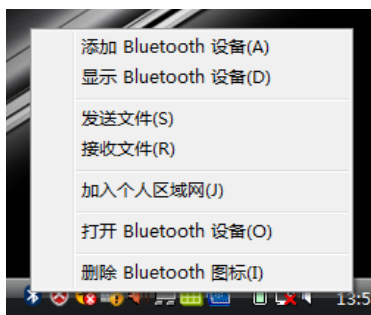 添加 Bluetooth 设备(A)
显示 Bluetooth 设备(D)
发送文件(S)
接收文件(R)
加入个人区域网(J)
打开 Bluetooth 设备(O)
删除 Bluetooth 图标(I)
13:5